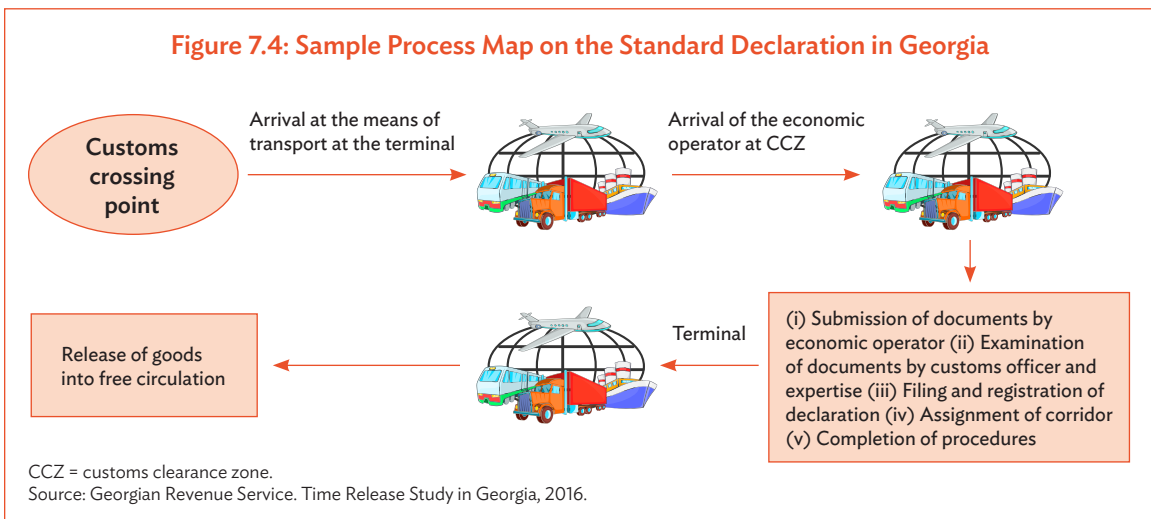 Figure 7.4: Sample Process Map on the Standard Declaration in Georgia
Customs
crossing
point
Arrival at the means of
transport at the terminal
Arrival of the economic
operator at CCZ
(i) Submission of documents by
economic operator (ii) Examination
of documents by customs officer and
expertise (iii) Filing and registration of
declaration (iv) Assignment of corridor
(v) Completion of procedures
Terminal
Release of goods
into free circulation
CCZ = customs clearance zone.
Source: Georgian Revenue Service. Time Release Study in Georgia, 2016.